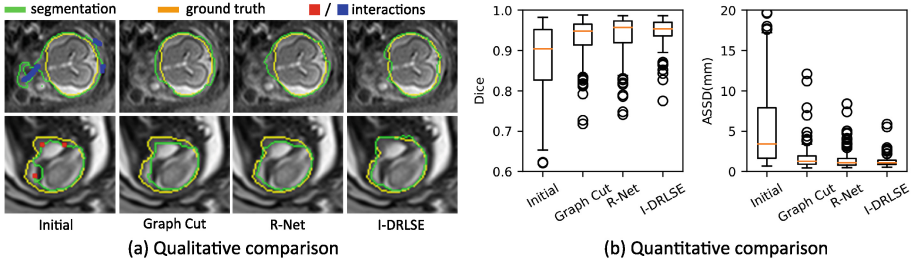 segmentation ground truth / interactions
Initial Graph Cut R-Net I-DRLSE
(a) Qualitative comparison
Dice
1.0
0.9
0.8
0.7
0.6
Initial Graph Cut R-Net I-DRLSE
ASSD(mm)
20
15
10
5
0
Initial Graph Cut R-Net I-DRLSE
(b) Quantitative comparison